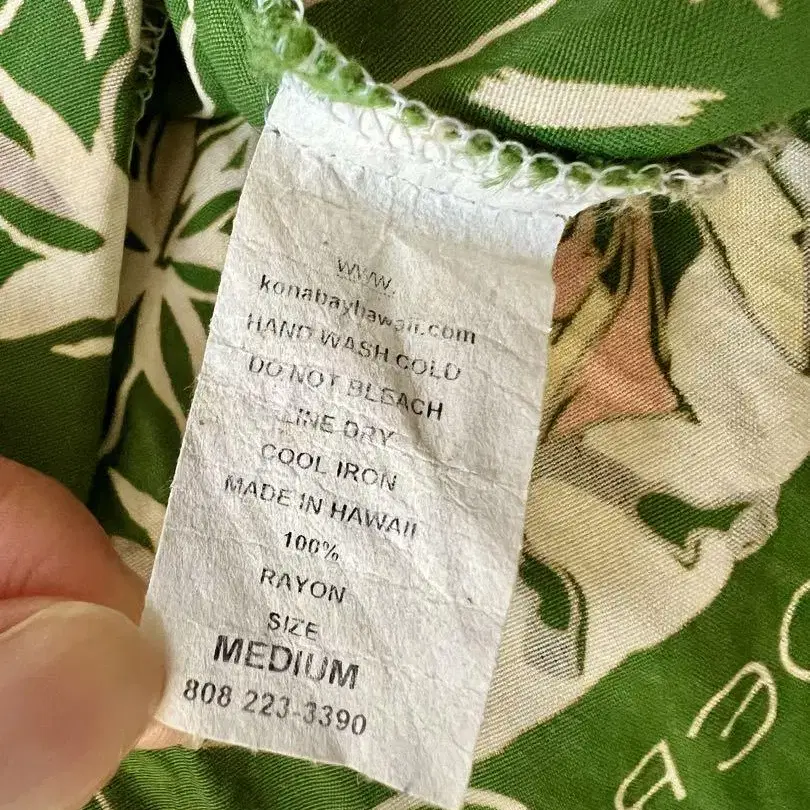 www.
konabayhawaii.com
HAND WASH COLD
DO NOT BLEACH
LINE DRY
COOL IRON
MADE IN HAWAII
100%
RAYON
SIZE
MEDIUM
808 223-3390